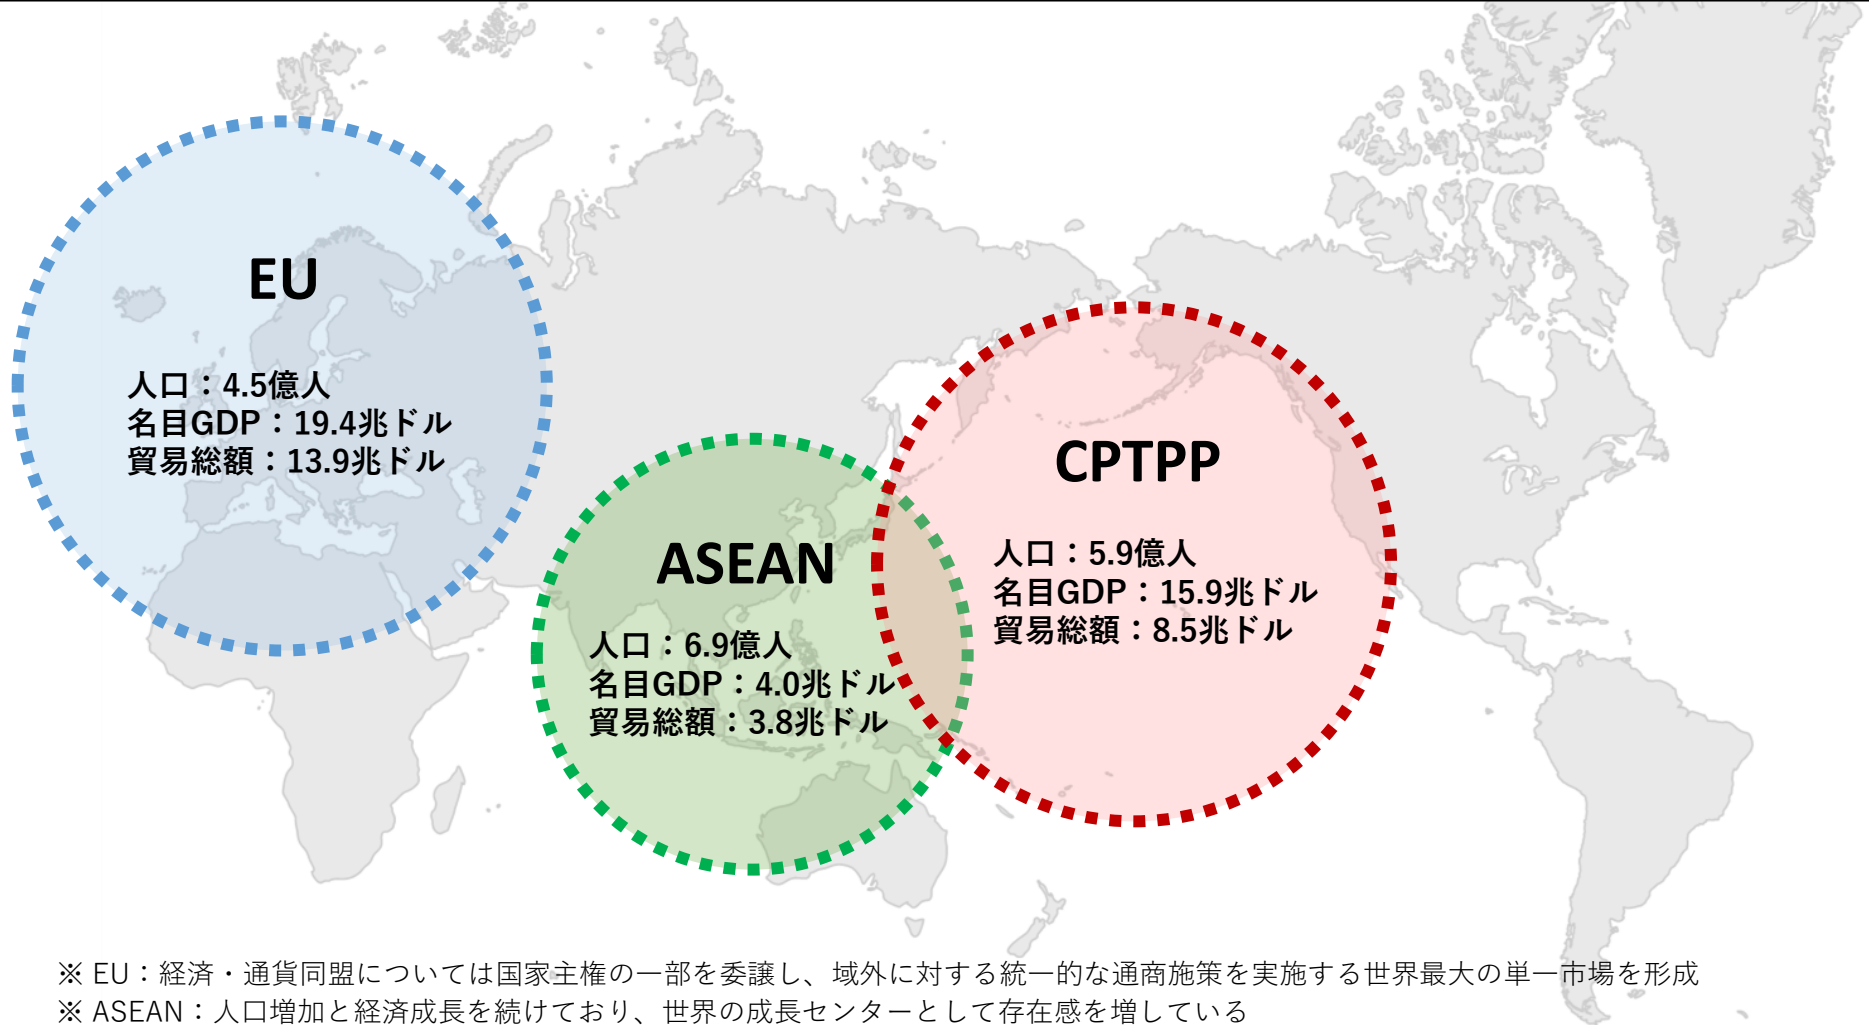 EU
人口：4.5億人
名目GDP：19.4兆ドル
貿易総額：13.9兆ドル
ASEAN
人口：6.9億人
名目GDP：4.0兆ドル
貿易総額：3.8兆ドル
CPTPP
人口：5.9億人
名目GDP：15.9兆ドル
貿易総額：8.5兆ドル
※ EU：経済・通貨同盟については国家主権の一部を委譲し、域外に対する統一的な通商施策を実施する世界最大の単一市場を形成
※ ASEAN：人口増加と経済成長を続けており、世界の成長センターとして存在感を増している